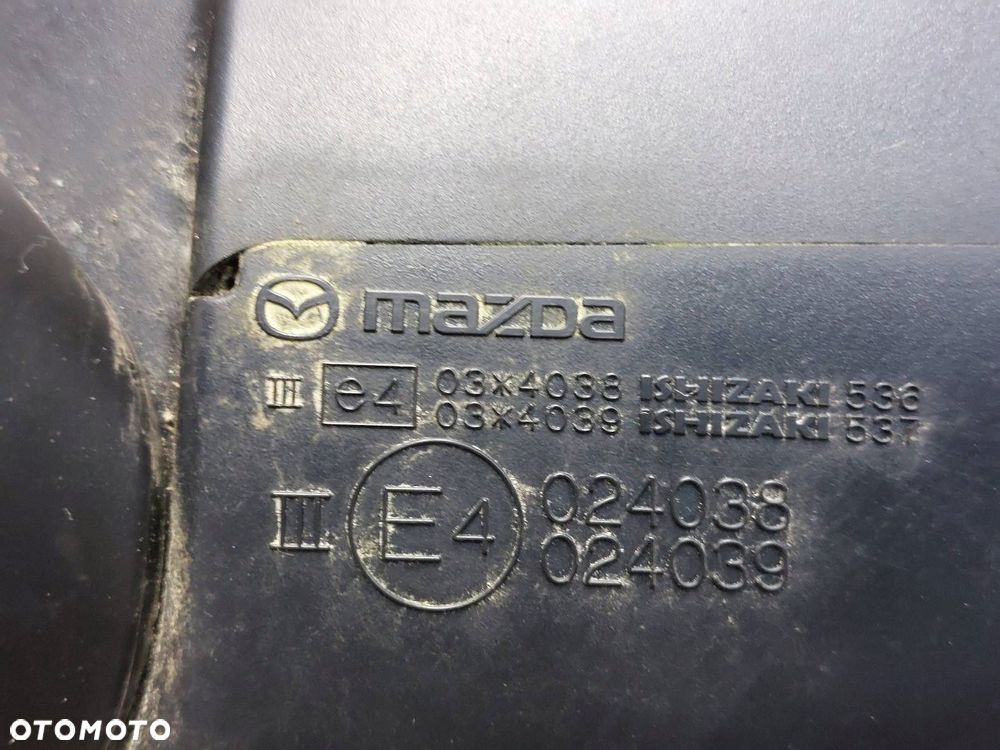 mazda
III e4 03*4038 ISHIZAKI 536
03*4039 ISHIZAKI 537
III E4 024038
024039
OTOMOTO